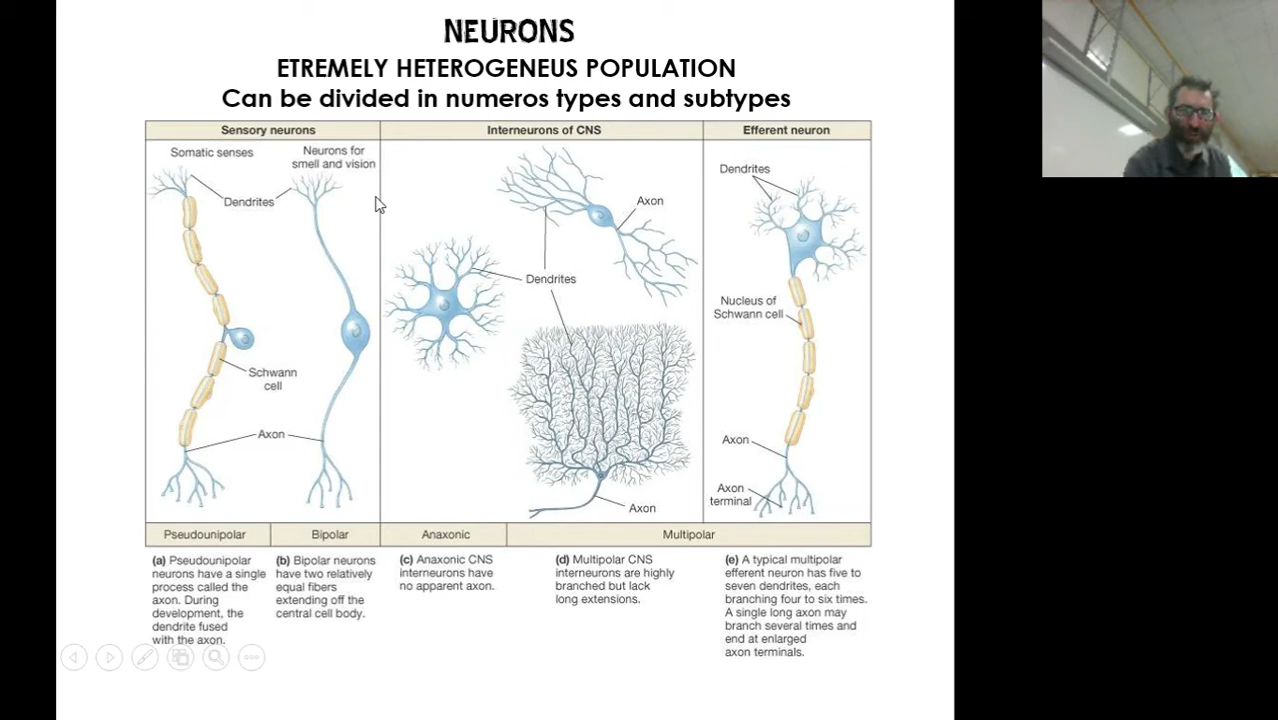 NEURONS
ETREMELY HETEROGENEUS POPULATION
Can be divided in numeros types and subtypes
Sensory neurons
Interneurons of CNS
Efferent neuron
Somatic senses
Neurons for
smell and vision
Dendrites
Schwann
cell
Axon
Dendrites
Axon
Axon
Dendrites
Nucleus of
Schwann cell
Axon
Axon
terminal
Pseudounipolar
Bipolar
Anaxonic
Multipolar
(a) Pseudounipolar
neurons have a single
process called the
axon. During
development, the
dendrite fused
with the axon.
(b) Bipolar neurons
have two relatively
equal fibers
extending off the
central cell body.
(c) Anaxonic CNS
interneurons have
no apparent axon.
(d) Multipolar CNS
interneurons are highly
branched but lack
long extensions.
(e) A typical multipolar
efferent neuron has five to
seven dendrites, each
branching four to six times.
A single long axon may
branch several times and
end at enlarged
axon terminals.